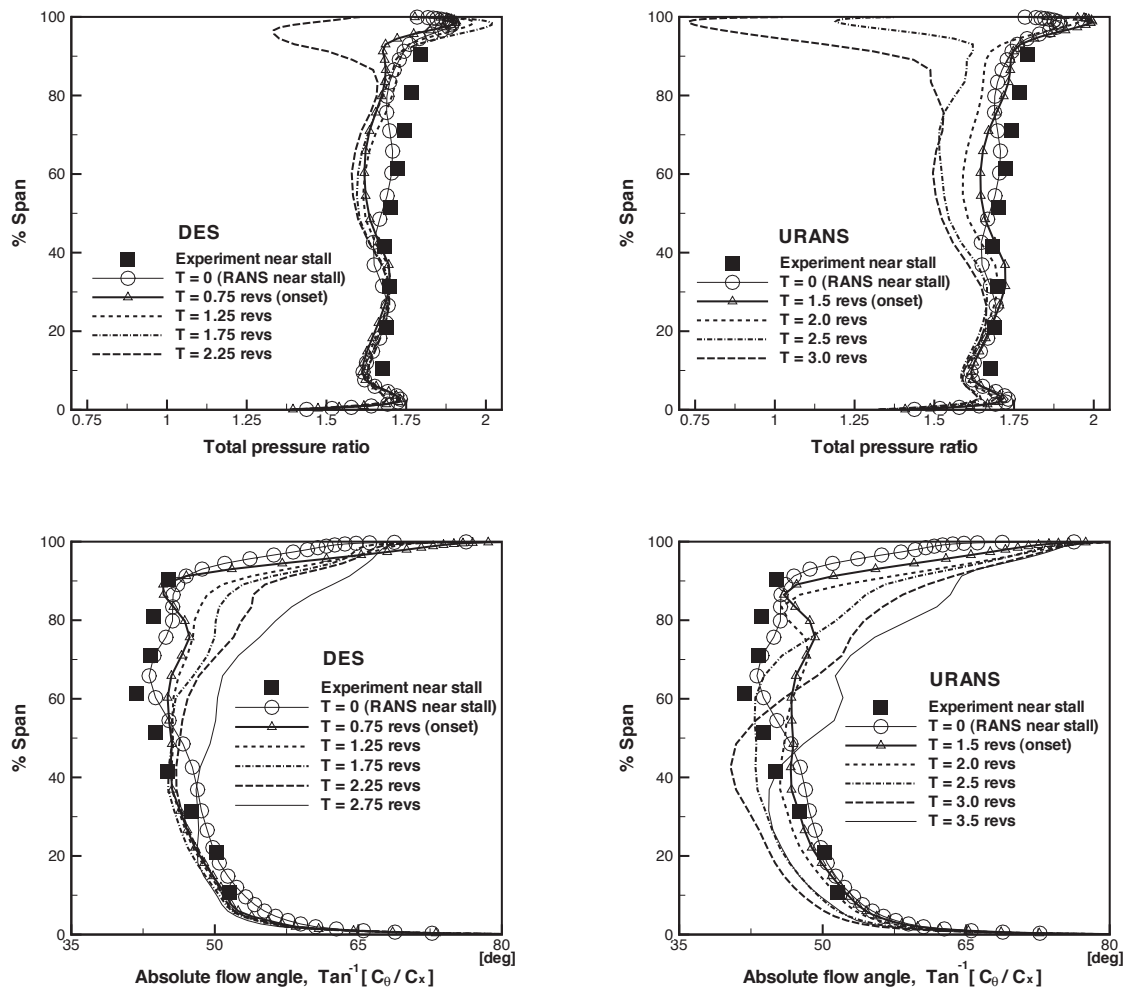 100
80
60
40
20
0
% Span
DES
Experiment near stall
T = 0 (RANS near stall)
T = 0.75 revs (onset)
T = 1.25 revs
T = 1.75 revs
T = 2.25 revs
0.75 1 1.25 1.5 1.75 2
Total pressure ratio
100
80
60
40
20
0
% Span
URANS
Experiment near stall
T = 0 (RANS near stall)
T = 1.5 revs (onset)
T = 2.0 revs
T = 2.5 revs
T = 3.0 revs
0.75 1 1.25 1.5 1.75 2
Total pressure ratio
100
80
60
40
20
0
% Span
DES
Experiment near stall
T = 0 (RANS near stall)
T = 0.75 revs (onset)
T = 1.25 revs
T = 1.75 revs
T = 2.25 revs
T = 2.75 revs
35 50 65 80
[deg]
Absolute flow angle, Tan⁻¹[ Cθ / Cx ]
100
80
60
40
20
0
% Span
URANS
Experiment near stall
T = 0 (RANS near stall)
T = 1.5 revs (onset)
T = 2.0 revs
T = 2.5 revs
T = 3.0 revs
T = 3.5 revs
35 50 65 80
[deg]
Absolute flow angle, Tan⁻¹[ Cθ / Cx ]